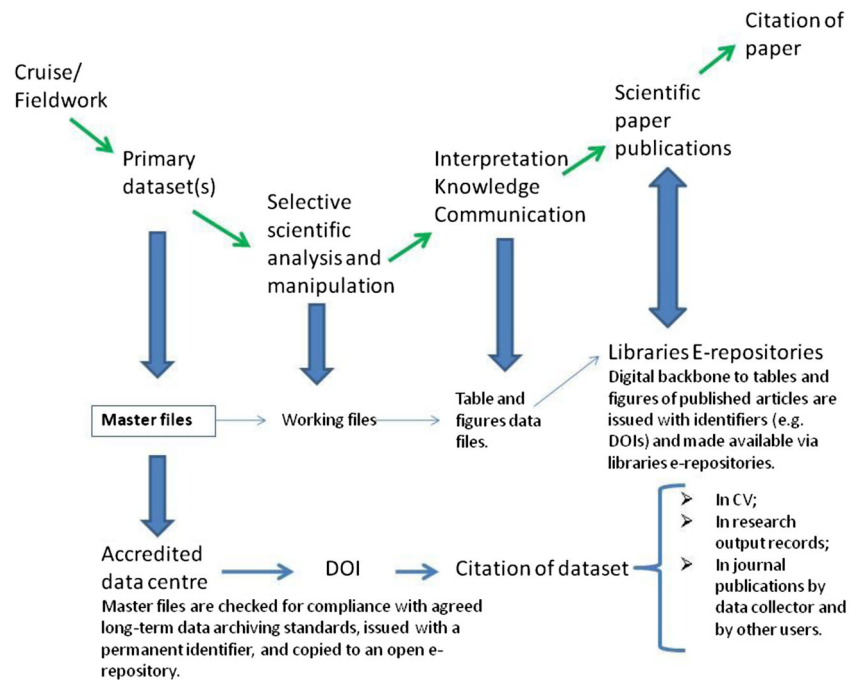 Citation of
paper
Cruise/
Fieldwork
Scientific
paper
publications
Primary
dataset(s)
Interpretation
Knowledge
Communication
Selective
scientific
analysis and
manipulation
Libraries E-repositories
Digital backbone to tables and
figures of published articles are
issued with identifiers (e.g.
DOIs) and made available via
libraries e-repositories.
Master files
Working files
Table and
figures data
files.
Accredited
data centre
DOI
Citation of dataset
➢ In CV;
➢ In research
output records;
➢ In journal
publications by
data collector and
by other users.
Master files are checked for compliance with agreed
long-term data archiving standards, issued with a
permanent identifier, and copied to an open e-
repository.